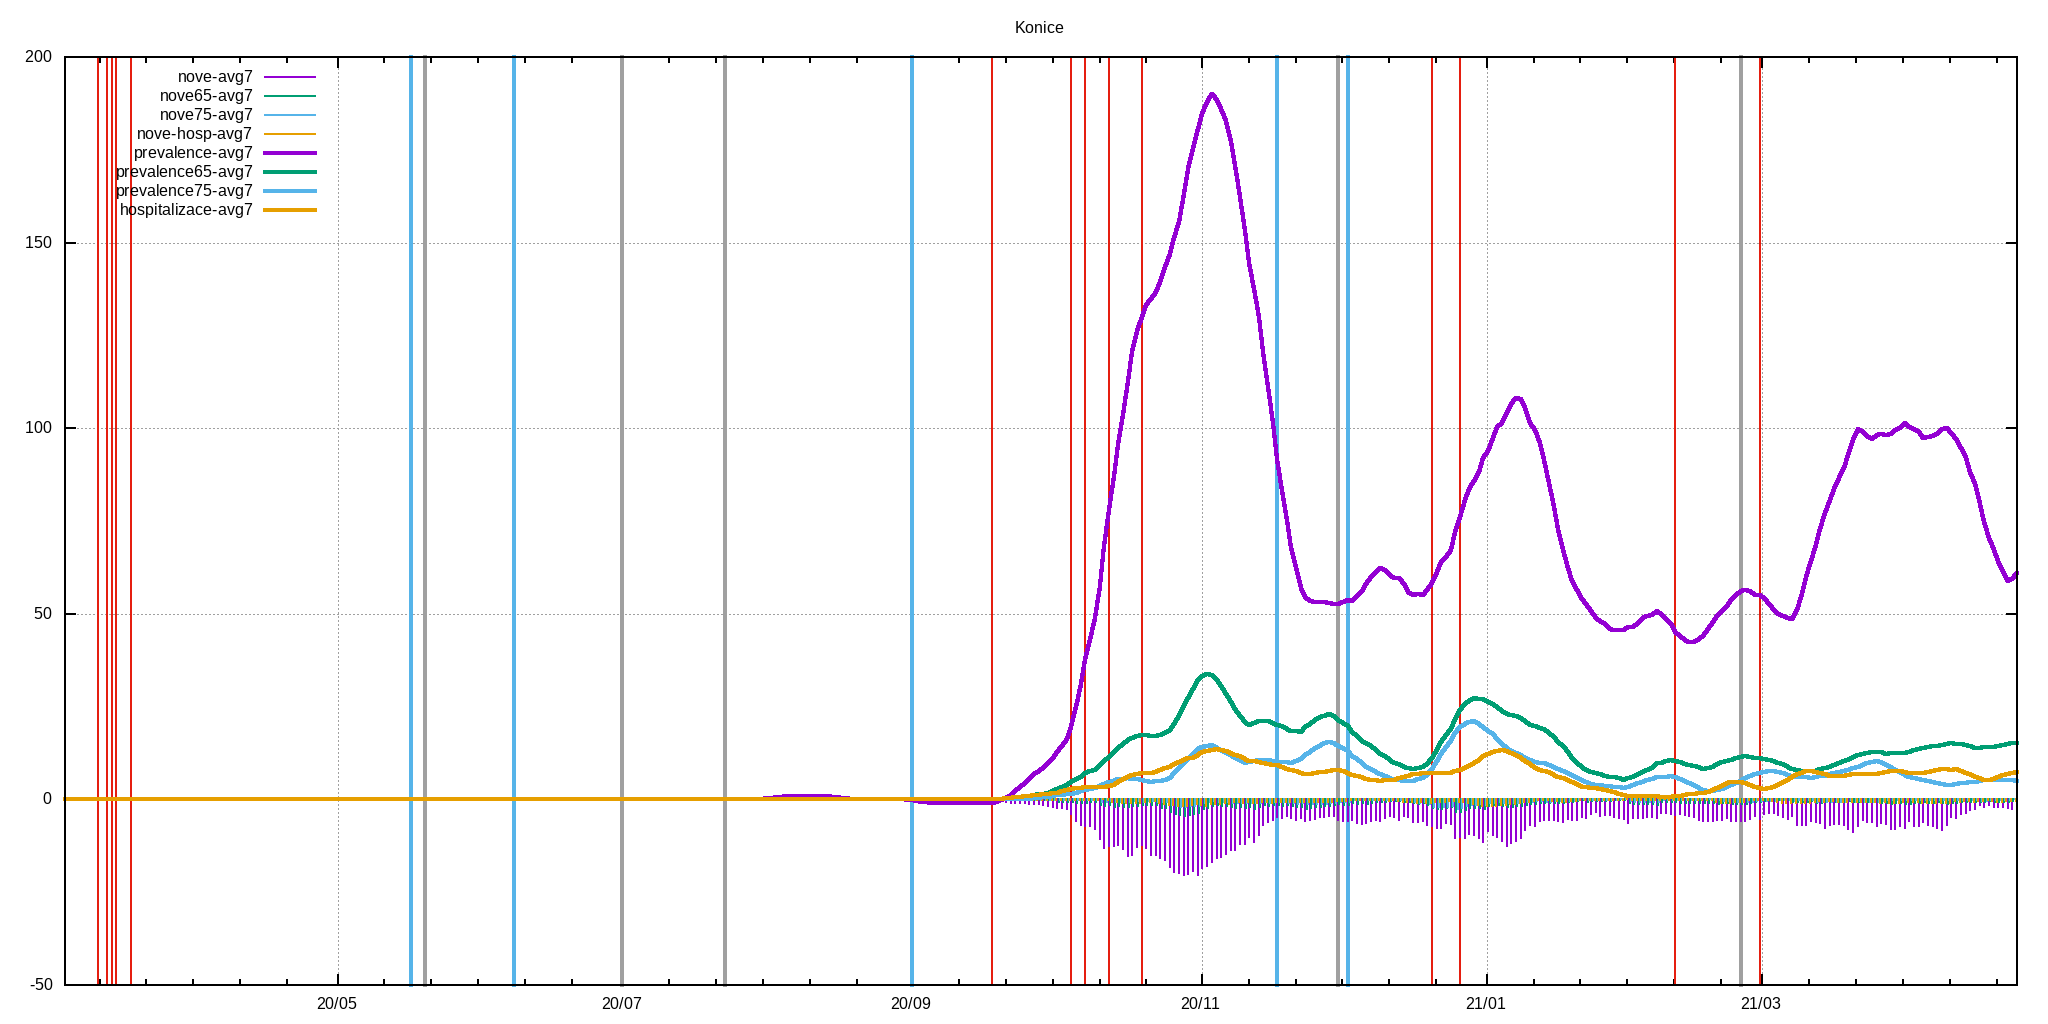 Konice
200
150
100
50
0
-50
nove-avg7
nove65-avg7
nove75-avg7
nove-hosp-avg7
prevalence-avg7
prevalence65-avg7
prevalence75-avg7
hospitalizace-avg7
20/05 20/07 20/09 20/11 21/01 21/03